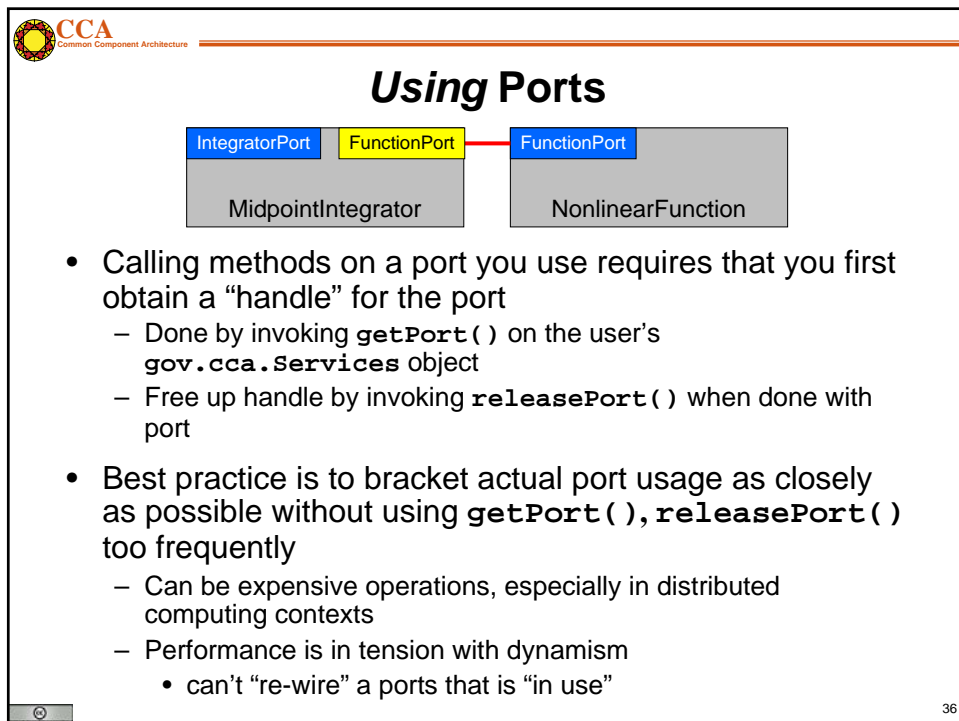 CCA
Common Component Architecture
Using Ports
IntegratorPort FunctionPort FunctionPort
MidpointIntegrator NonlinearFunction
• Calling methods on a port you use requires that you first
obtain a “handle” for the port
– Done by invoking getPort() on the user’s
gov.cca.Services object
– Free up handle by invoking releasePort() when done with
port
• Best practice is to bracket actual port usage as closely
as possible without using getPort(), releasePort()
too frequently
– Can be expensive operations, especially in distributed
computing contexts
– Performance is in tension with dynamism
• can’t “re-wire” a ports that is “in use”
cc
36